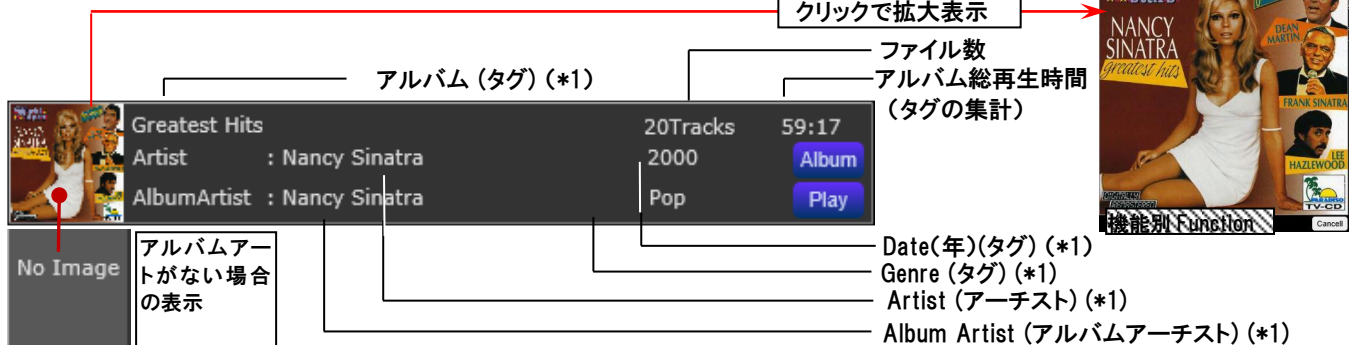 クリックで拡大表示
NANCY
SINATRA
greatest hits
DEAN
MARTIN
FRANK SINATRA
LEE
HAZLEWOOD
PARADISO
TV-CD
機能別 Function
Cancell
ファイル数
アルバム (タグ) (*1)
アルバム総再生時間
(タグの集計)
Greatest Hits
20Tracks
59:17
Artist : Nancy Sinatra
2000
Album
AlbumArtist : Nancy Sinatra
Pop
Play
No Image
アルバムアー
トがない場合
の表示
Date(年)(タグ) (*1)
Genre (タグ) (*1)
Artist (アーチスト) (*1)
Album Artist (アルバムアーチスト) (*1)